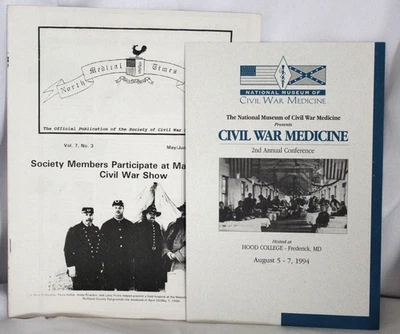 North Medical Times
The Official Publication of the Society of Civil War
Vol. 7, No. 3
May/Ju
Society Members Participate at Ma
Civil War Show
NATIONAL MUSEUM OF
CIVIL WAR MEDICINE
The National Museum of Civil War Medicine
Presents
CIVIL WAR MEDICINE
2nd Annual Conference
Hosted at
HOOD COLLEGE - Frederick, MD
August 5 - 7, 1994